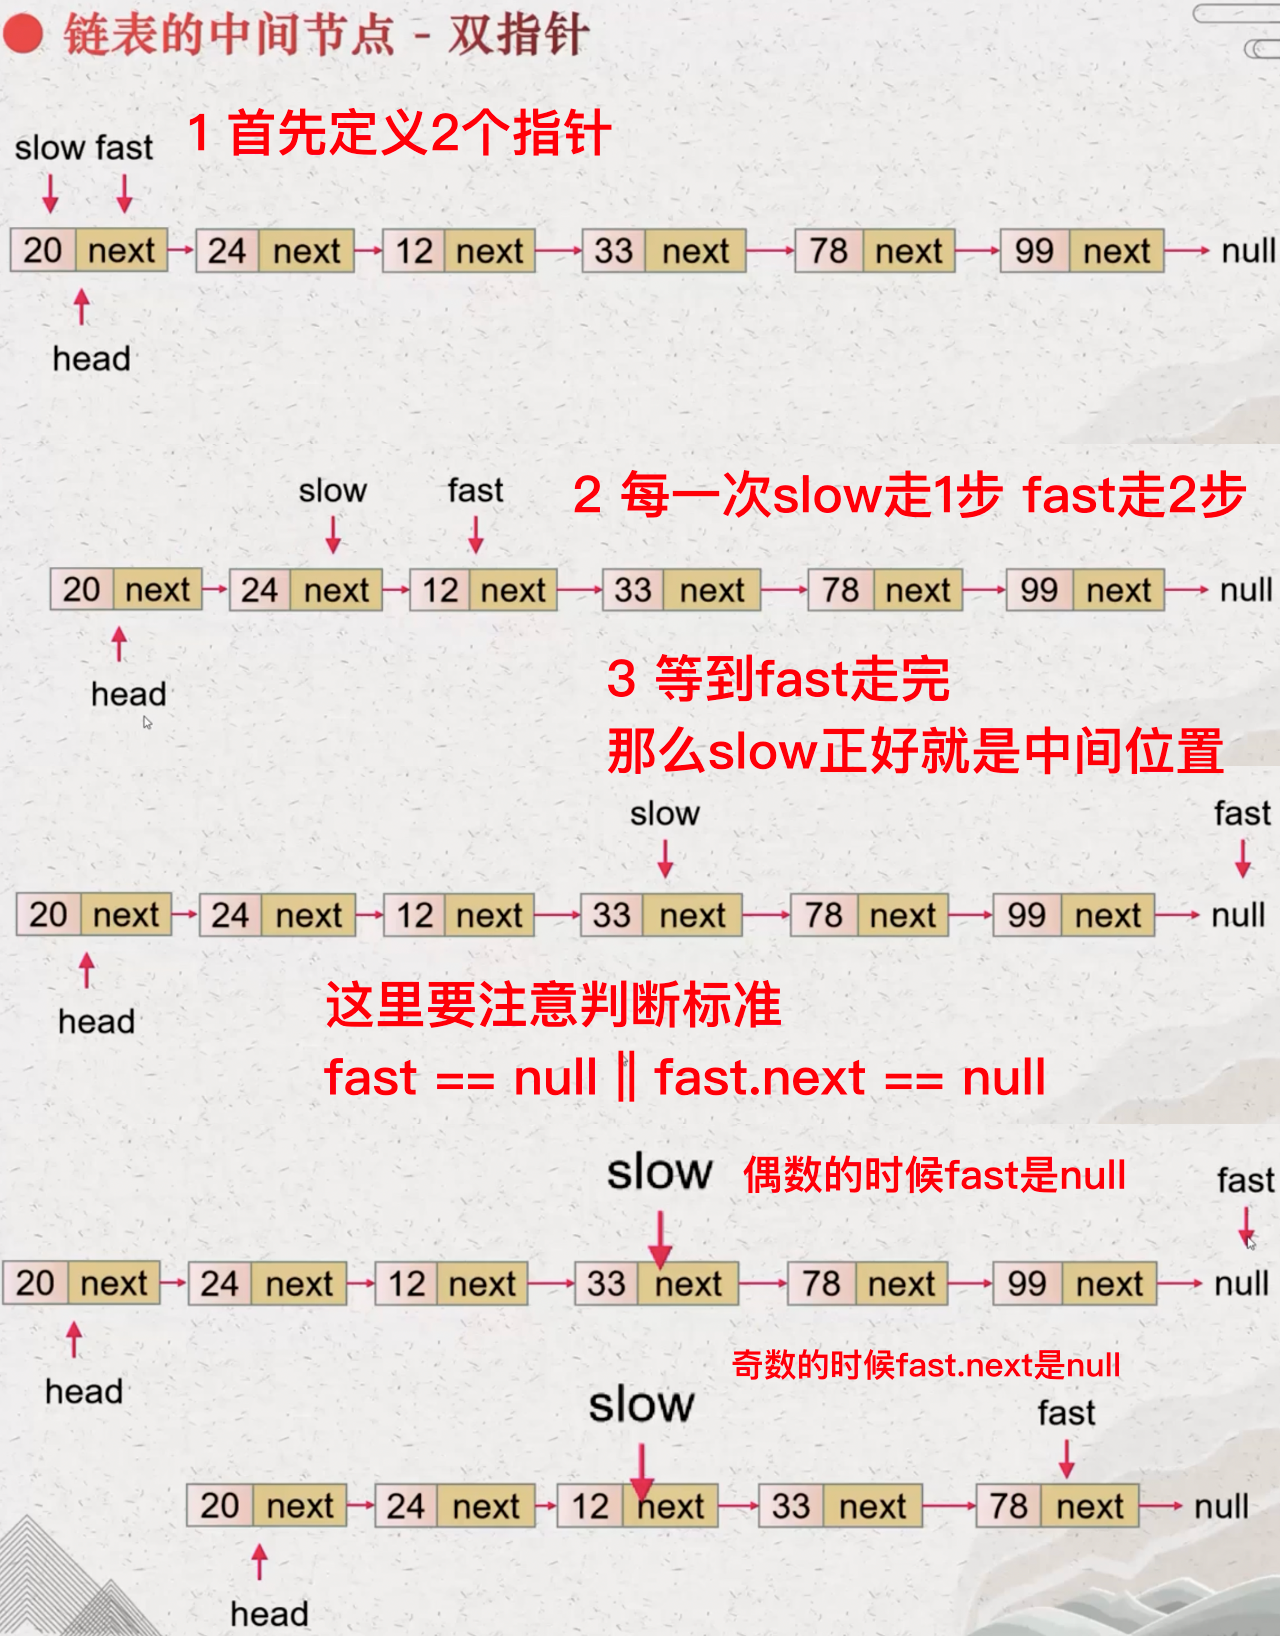 链表的中间节点 - 双指针
1 首先定义2个指针
slow fast
20 next 24 next 12 next 33 next 78 next 99 next null
head
2 每一次slow走1步 fast走2步
slow fast
20 next 24 next 12 next 33 next 78 next 99 next null
head
3 等到fast走完
那么slow正好就是中间位置
slow fast
20 next 24 next 12 next 33 next 78 next 99 next null
head
这里要注意判断标准
fast == null || fast.next == null
slow 偶数的时候fast是null fast
20 next 24 next 12 next 33 next 78 next 99 next null
head
奇数的时候fast.next是null
slow fast
20 next 24 next 12 next 33 next 78 next null
head